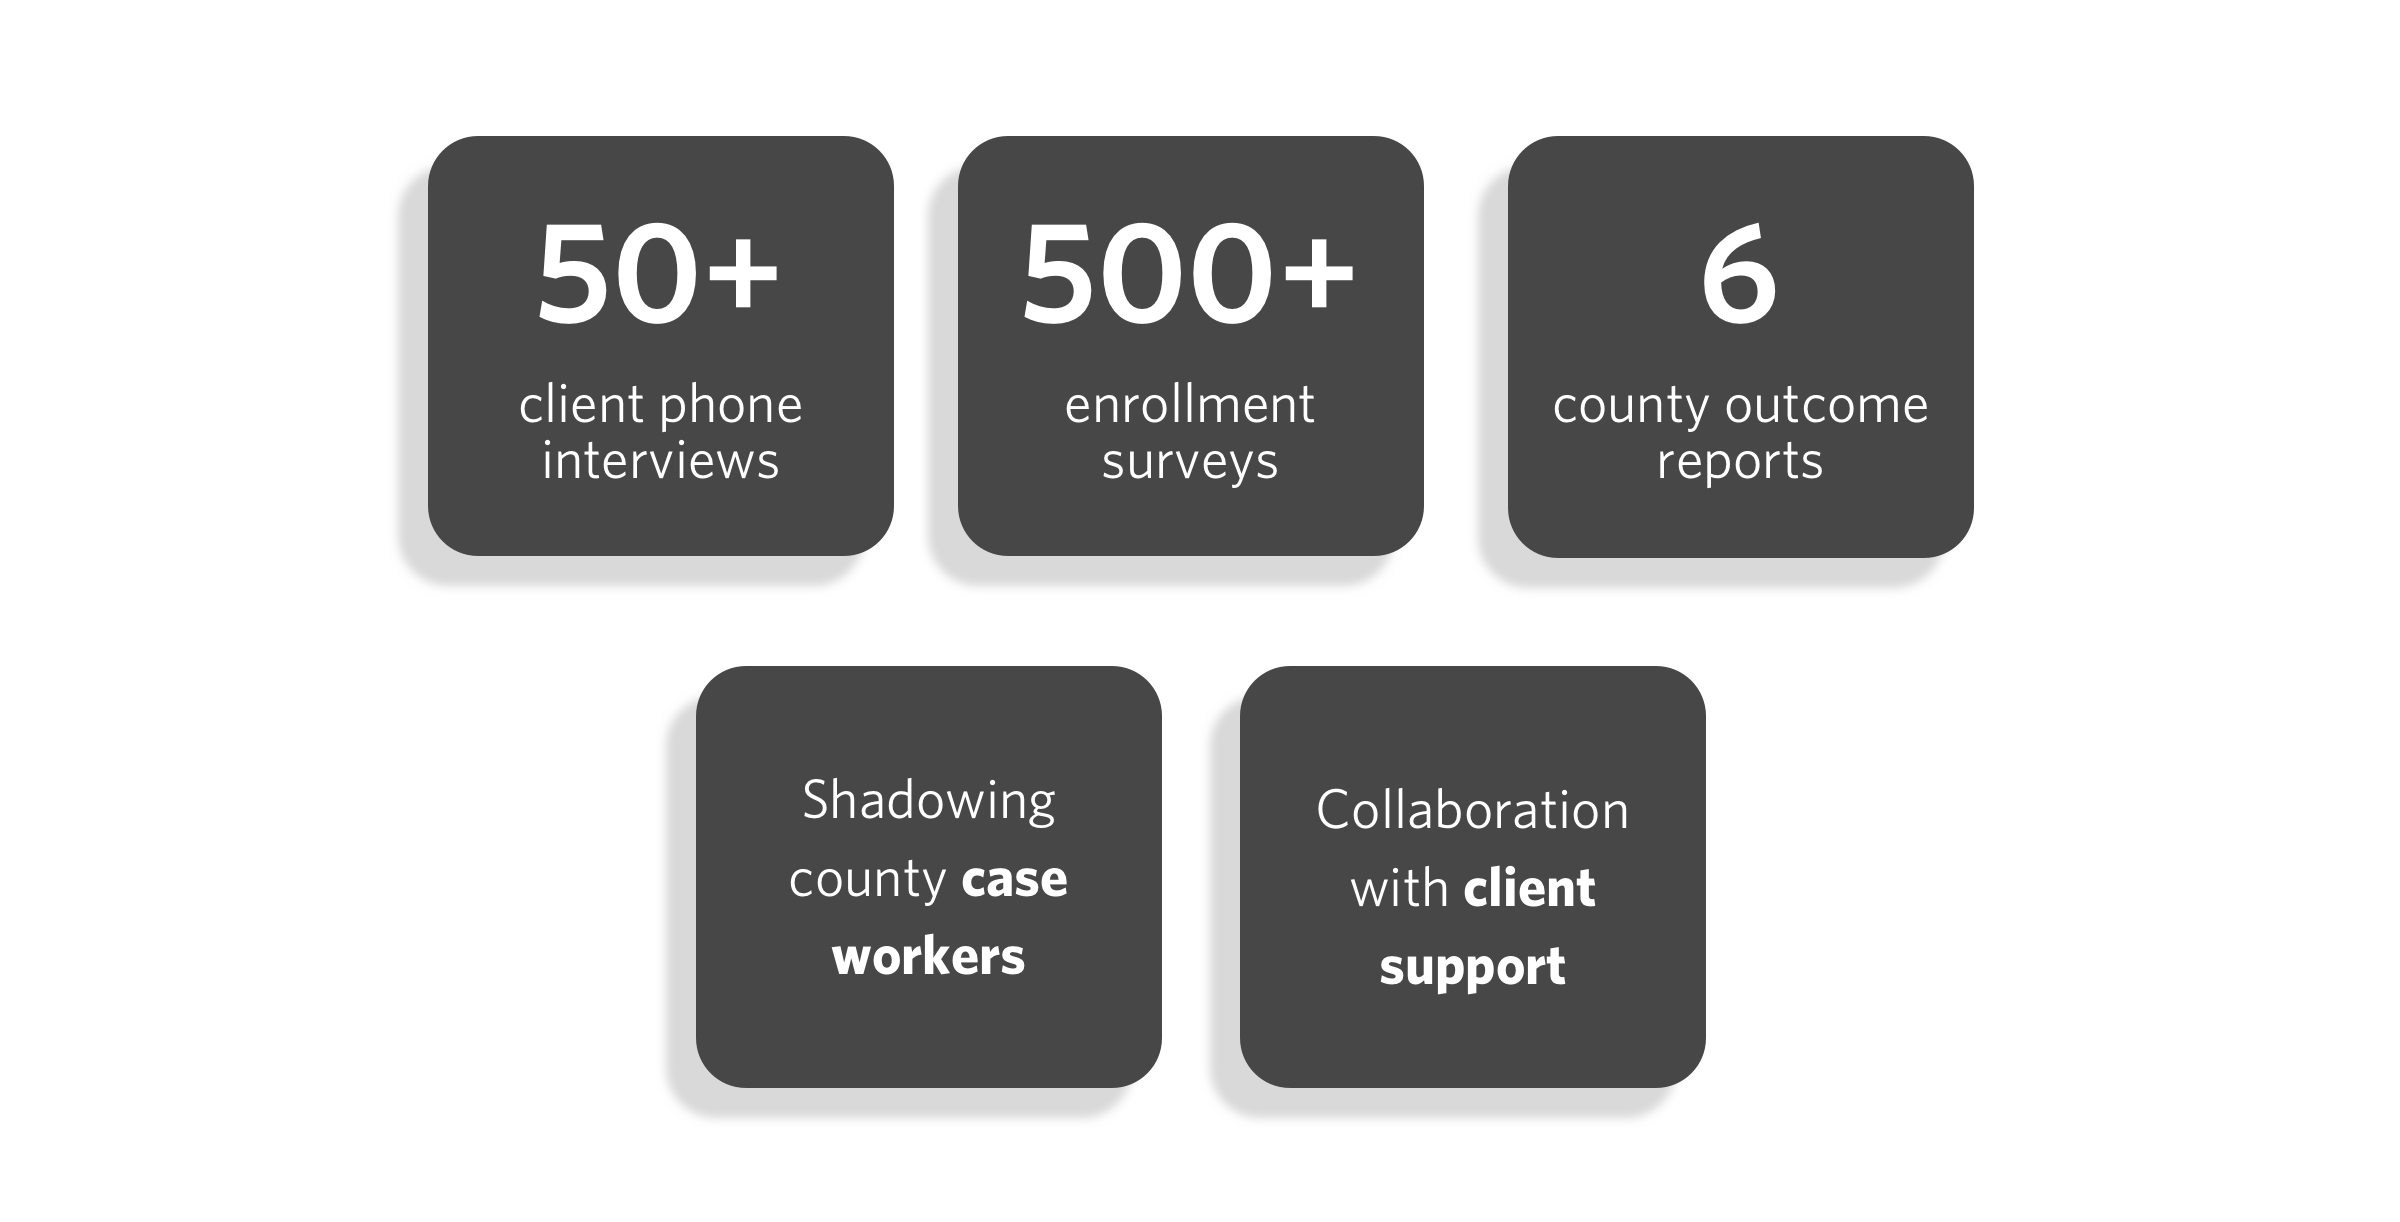 50+
client phone
interviews
500+
enrollment
surveys
6
county outcome
reports
Shadowing
county case
workers
Collaboration
with client
support